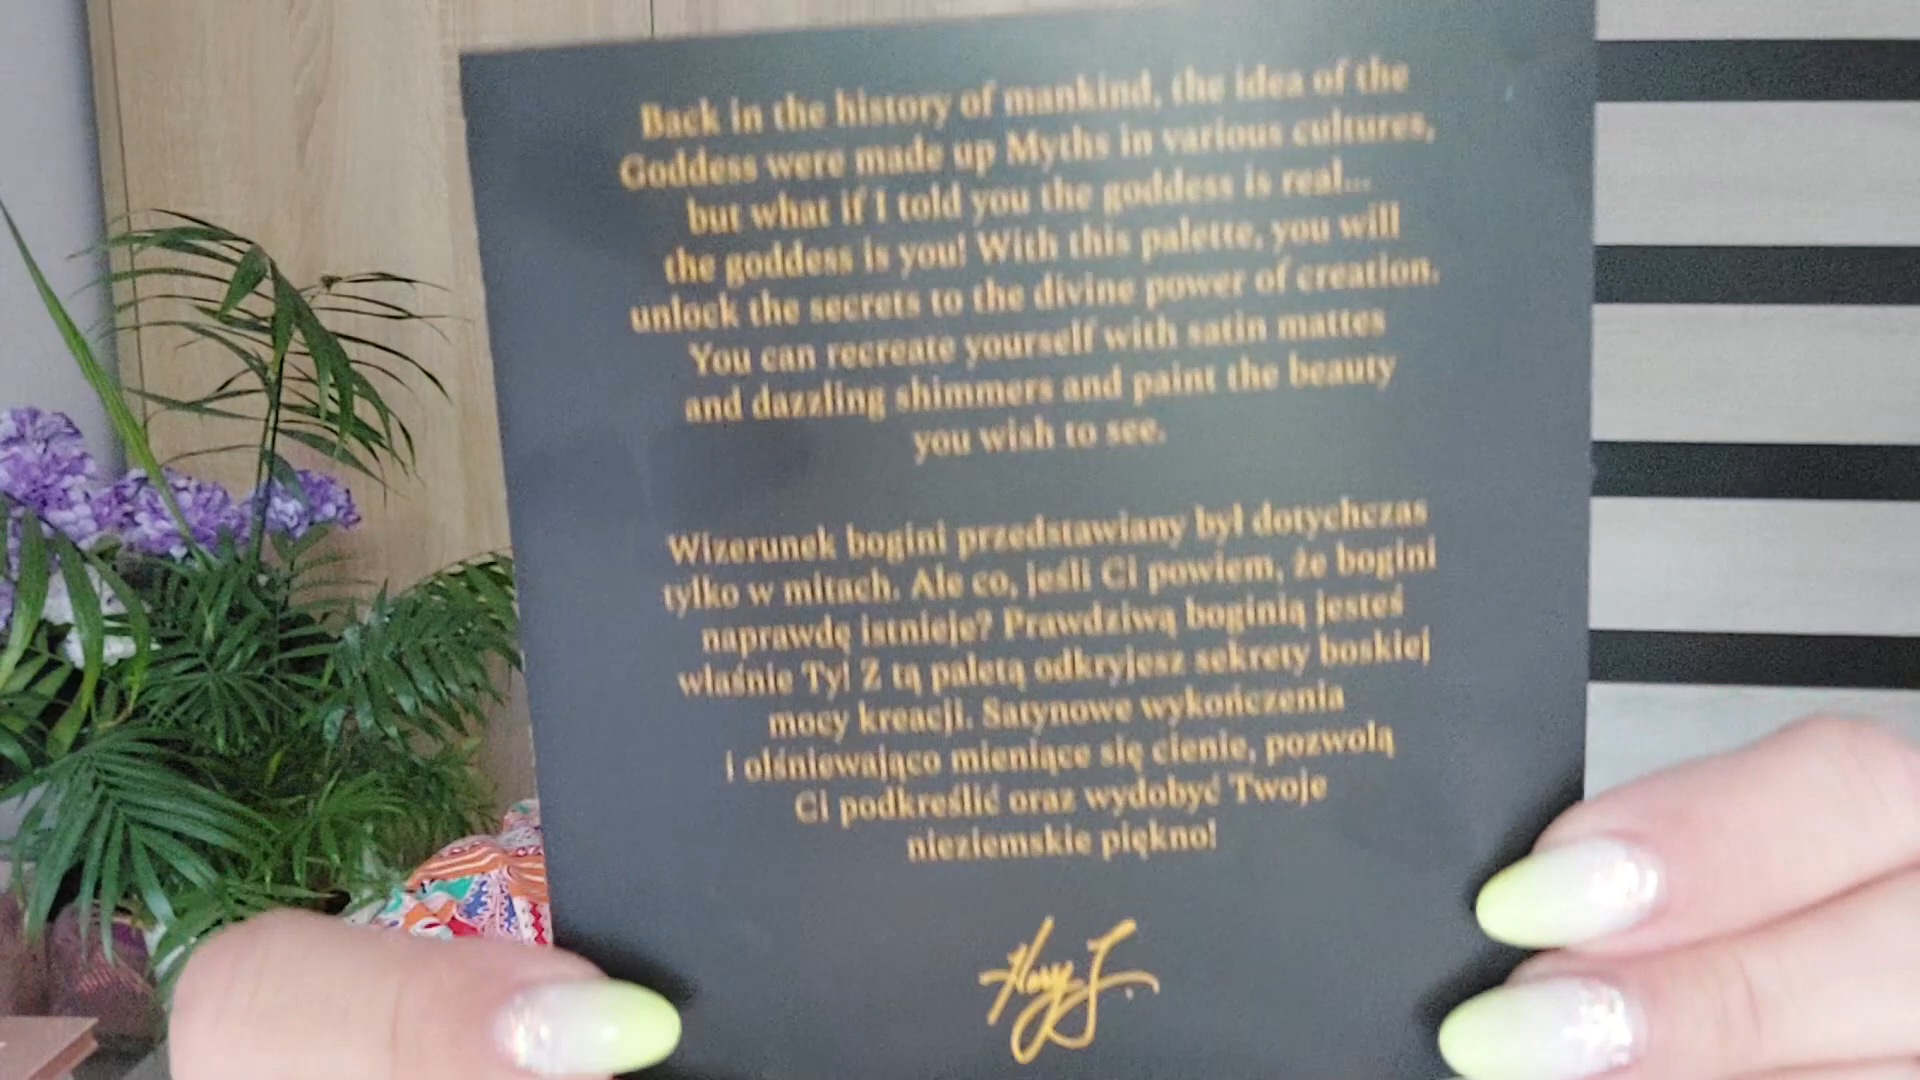 Back in the history of mankind, the idea of the
Goddess were made up Myths in various cultures,
but what if I told you the goddess is real...
the goddess is you! With this palette, you will
unlock the secrets to the divine power of creation.
You can recreate yourself with satin mattes
and dazzling shimmers and paint the beauty
you wish to see.
Wizerunek bogini przedstawiany był dotychczas
tylko w mitach. Ale co, jeśli Ci powiem, że bogini
naprawdę istnieje? Prawdziwą boginią jesteś
właśnie Ty! Z tą paletą odkryjesz sekrety boskiej
mocy kreacji. Satynowe wykończenia
i olśniewająco mieniące się cienie, pozwolą
Ci podkreślić oraz wydobyć Twoje
nieziemskie piękno!